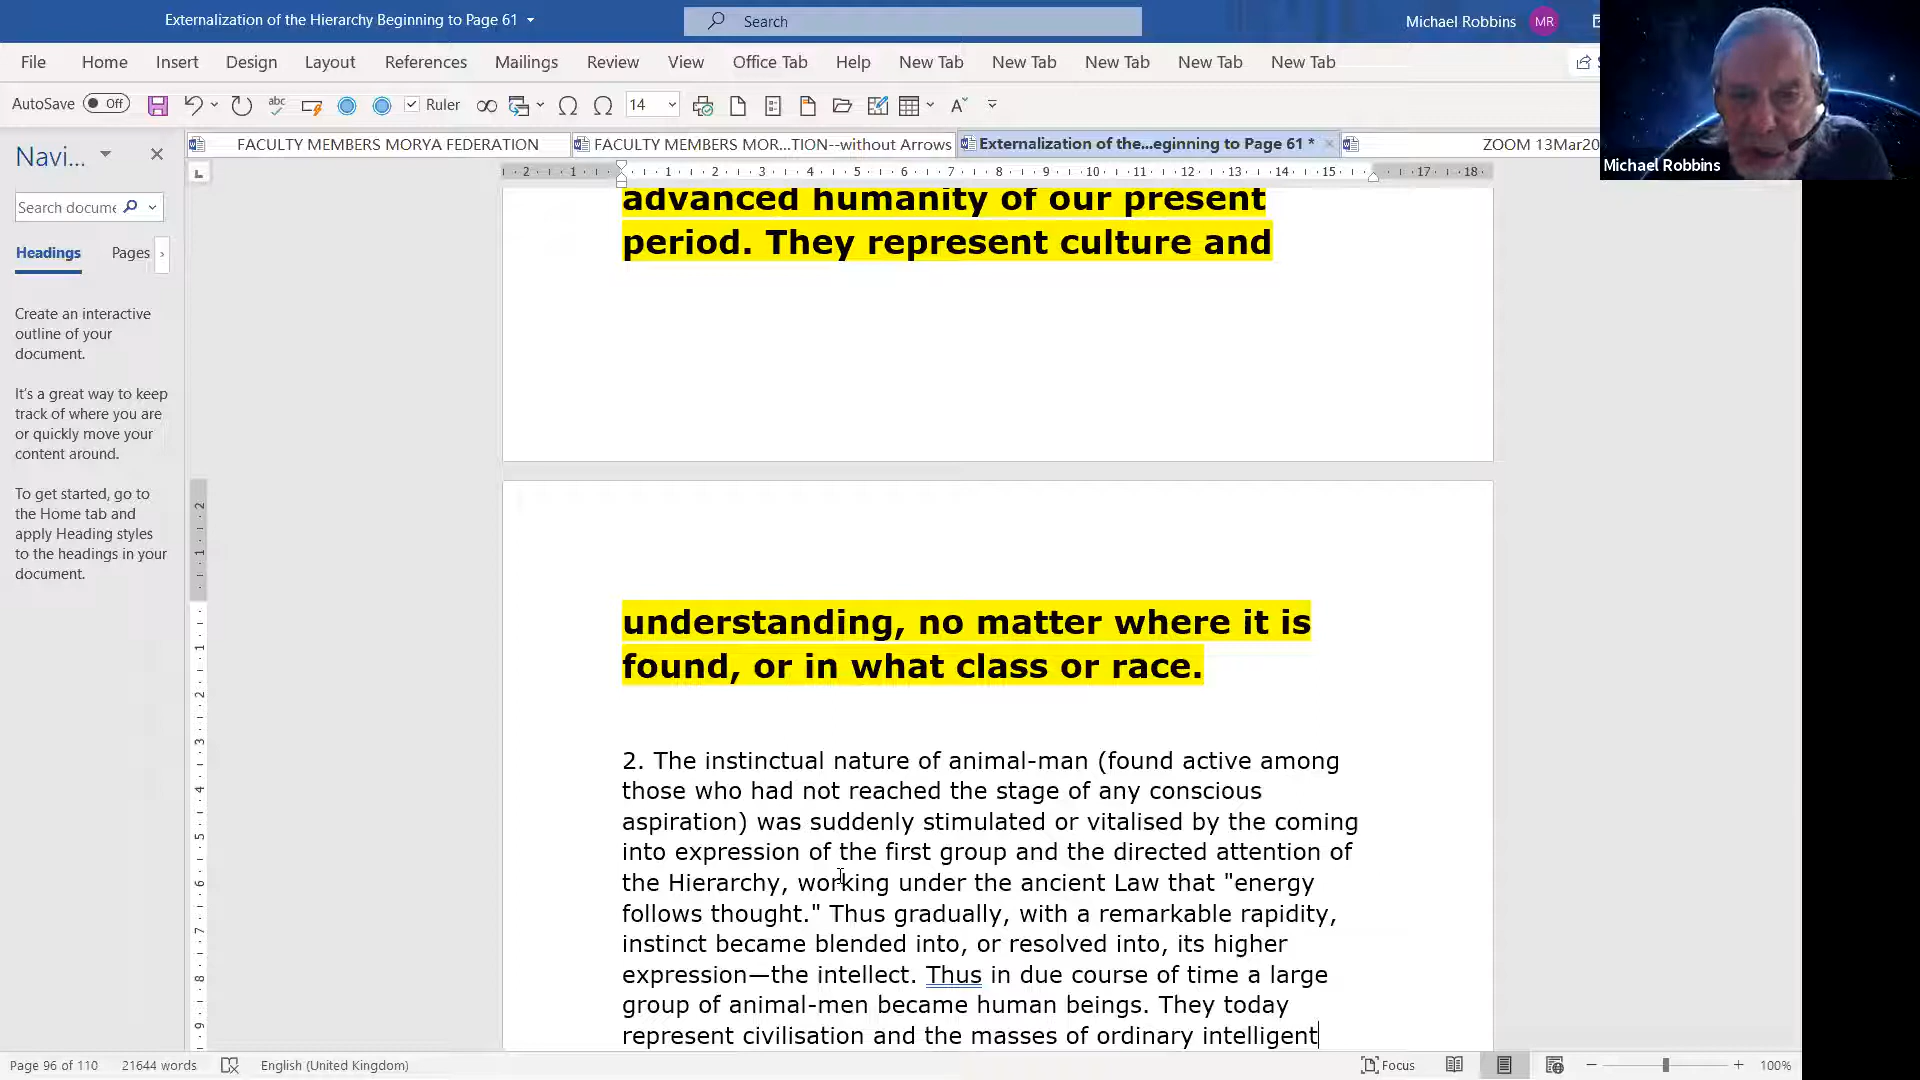 Externalization of the Hierarchy Beginning to Page 61
Search
Michael Robbins
MR
File Home Insert Design Layout References Mailings Review View Office Tab Help New Tab New Tab New Tab New Tab New Tab
AutoSave Off
abc
Ruler
14
FACULTY MEMBERS MORYA FEDERATION
FACULTY MEMBERS MOR...TION--without Arrows
Externalization of the...eginning to Page 61 *
ZOOM 13Mar20
Michael Robbins
Navi...
Search docume
Headings Pages
Create an interactive
outline of your
document.
It's a great way to keep
track of where you are
or quickly move your
content around.
To get started, go to
the Home tab and
apply Heading styles
to the headings in your
document.
advanced humanity of our present
period. They represent culture and
understanding, no matter where it is
found, or in what class or race.
2. The instinctual nature of animal-man (found active among
those who had not reached the stage of any conscious
aspiration) was suddenly stimulated or vitalised by the coming
into expression of the first group and the directed attention of
the Hierarchy, working under the ancient Law that "energy
follows thought." Thus gradually, with a remarkable rapidity,
instinct became blended into, or resolved into, its higher
expression—the intellect. Thus in due course of time a large
group of animal-men became human beings. They today
represent civilisation and the masses of ordinary intelligent
Page 96 of 110 21644 words English (United Kingdom) Focus 100%